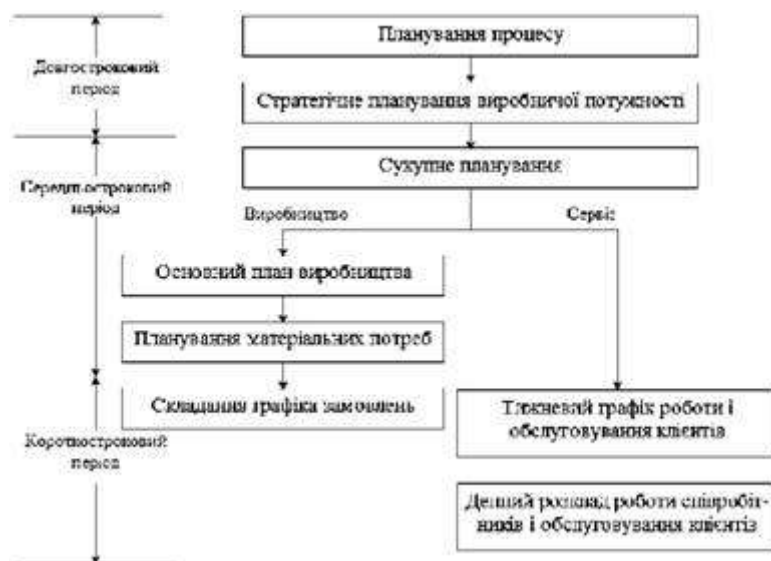 Планування процесу
Довгостроковий
період
Стратегічне планування виробничої потужності
Сукупне планування
Середньостроковий
період
Виробництво
Сервіс
Основний план виробництва
Планування матеріальних потреб
Складання графіка замовлень
Тижневий графік роботи і
обслуговування клієнтів
Короткостроковий
період
Денний розклад роботи співробіт-
ників і обслуговування клієнтів